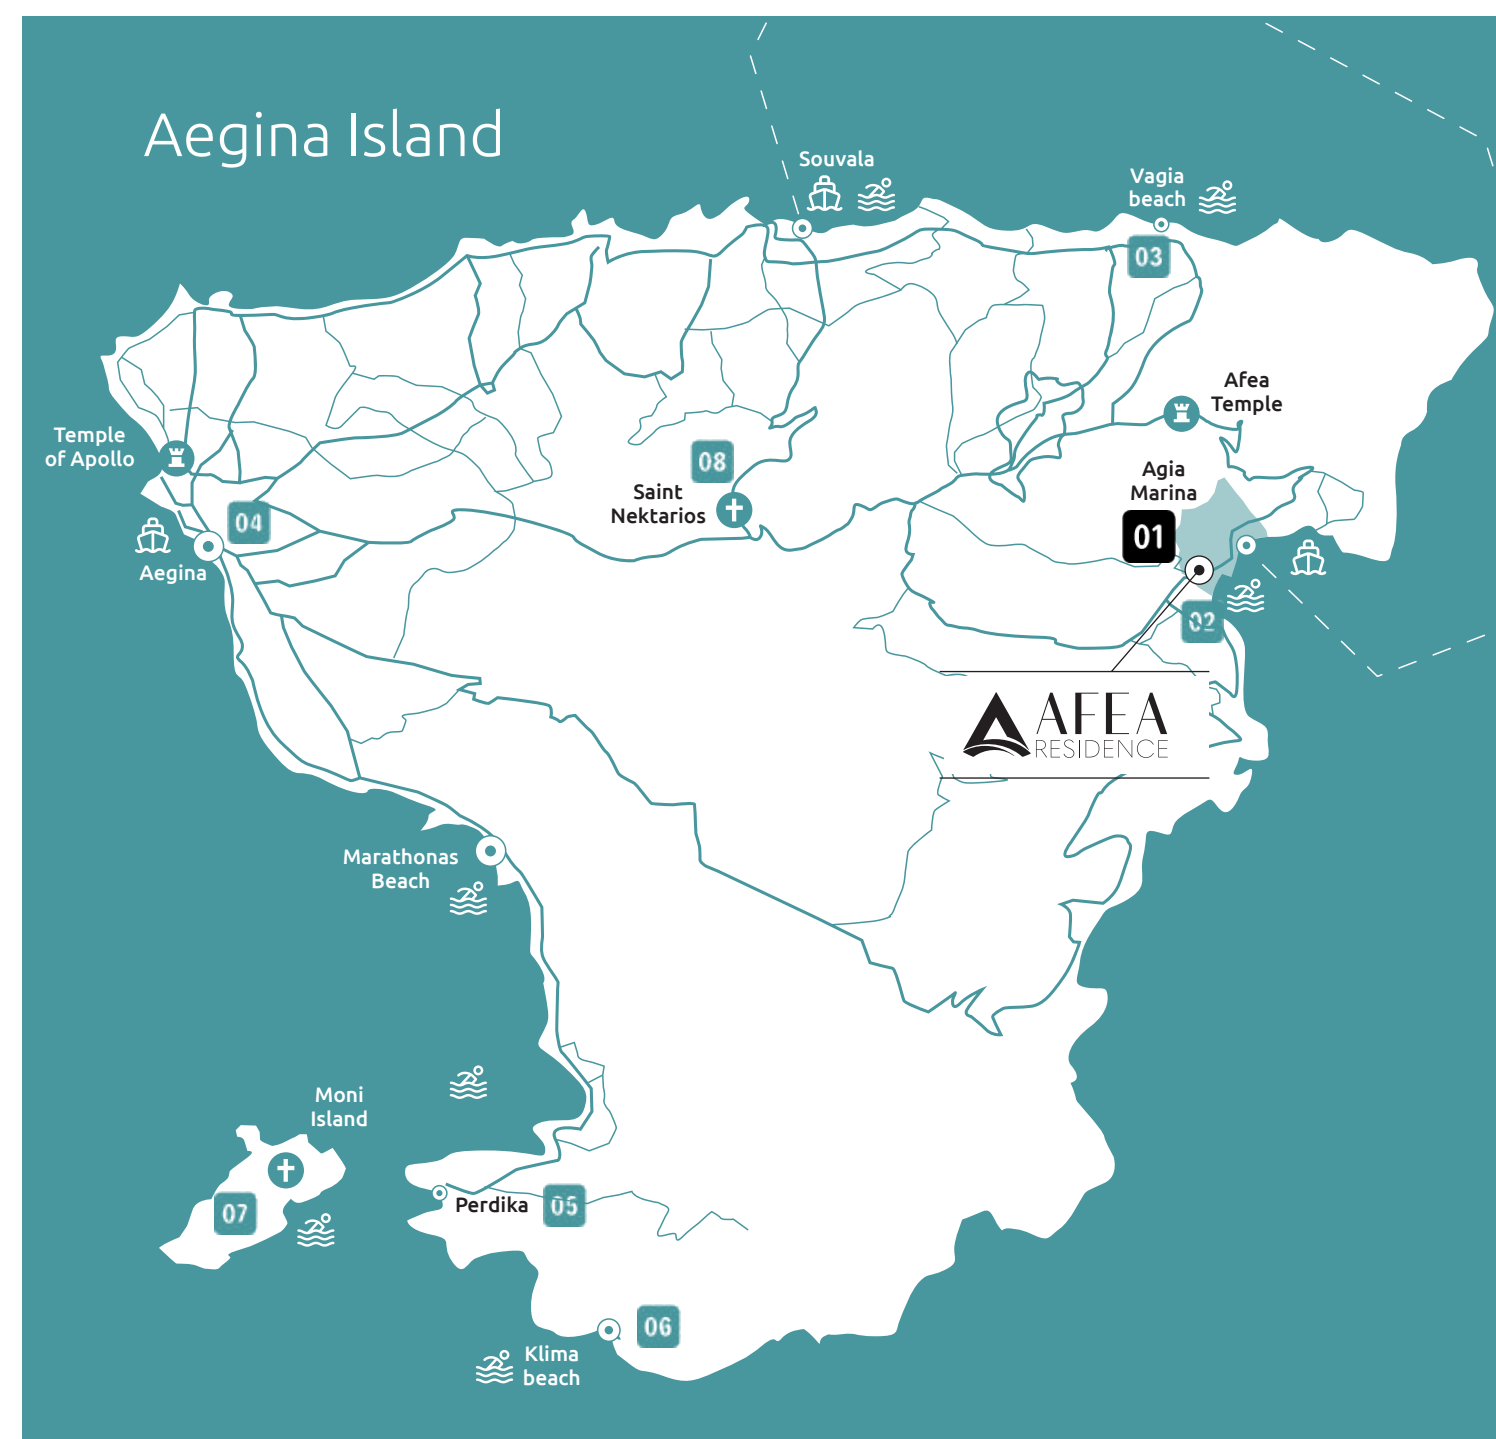 Aegina Island
Souvala
Vagia
beach
03
Afea
Temple
Temple
of Apollo
08
Saint
Nektarios
Agia
Marina
01
04
Aegina
02
AFEA
RESIDENCE
Marathonas
Beach
Moni
Island
07
Perdika
05
06
Klima
beach